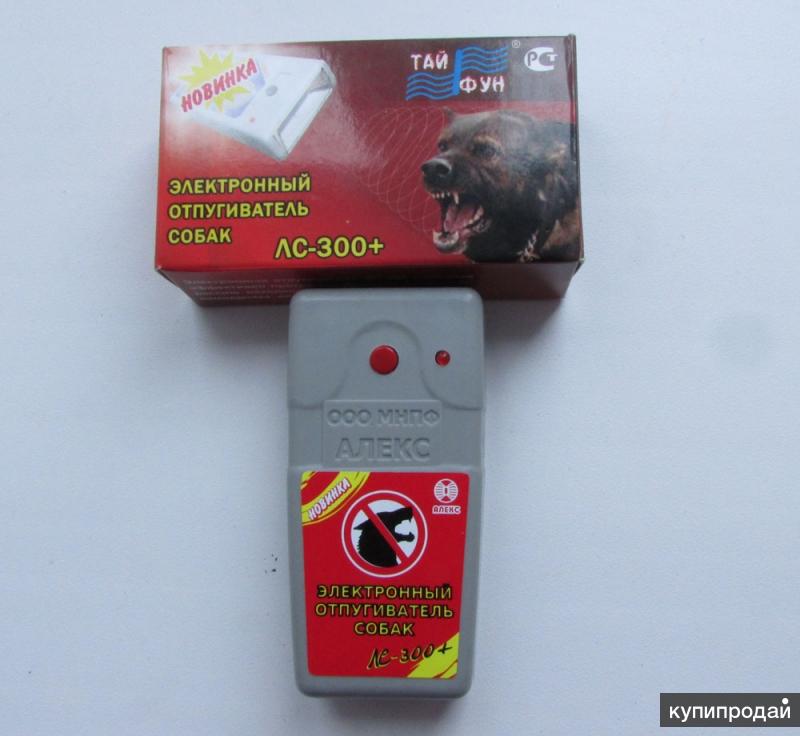 НОВИНКА
ТАЙ
ФУН
®
РСТ
ЭЛЕКТРОННЫЙ
ОТПУГИВАТЕЛЬ
СОБАК
ЛС-300+
ООО МНПФ
АЛЕКС
НОВИНКА
АЛЕКС
ЭЛЕКТРОННЫЙ
ОТПУГИВАТЕЛЬ
СОБАК
ЛС-300+
купипродай